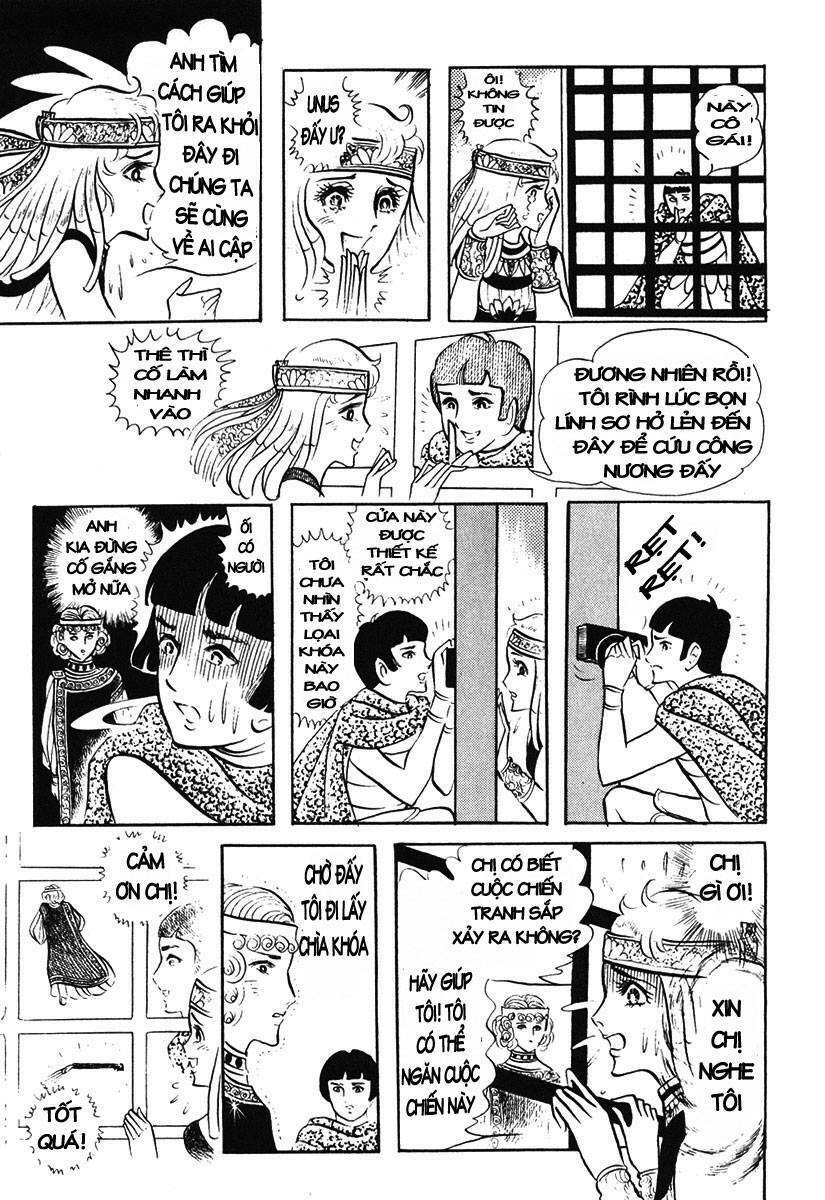 NÀY
CÔ
GÁI!
ÔI!
KHÔNG
TIN
ĐƯỢC
UNUS
ĐẤY Ư?
ANH TÌM
CÁCH GIÚP
TÔI RA KHỎI
ĐÂY ĐI
CHÚNG TA
SẼ CÙNG
VỀ AI CẬP
ĐƯƠNG NHIÊN RỒI!
TÔI RÌNH LÚC BỌN
LÍNH SƠ HỞ LẺN ĐẾN
ĐÂY ĐỂ CỨU CÔNG
NƯƠNG ĐẤY
THÊ THÌ
CỐ LÀM
NHANH
VÀO
RẸT
RẸT!
CỬA NÀY
ĐƯỢC
THIẾT KẾ
RẤT CHẮC
TÔI
CHƯA
NHÌN
THẤY
LỌAI
KHÓA
NÀY
BAO
GIỜ
ỐI
CÓ
NGƯỜI
ANH
KIA ĐỪNG
CỐ GẮNG
MỞ NỮA
CHỊ
GÌ ƠI!
XIN
CHỊ
NGHE
TÔI
CHỊ CÓ BIẾT
CUỘC CHIẾN
TRANH SẮP
XẢY RA KHÔNG?
HÃY GIÚP
TÔI! TÔI
CÓ THỂ
NGĂN CUỘC
CHIẾN NÀY
CHỜ ĐẤY
TÔI ĐI LẤY
CHÌA KHÓA
CẢM
ƠN CHỊ!
TỐT
QUÁ!